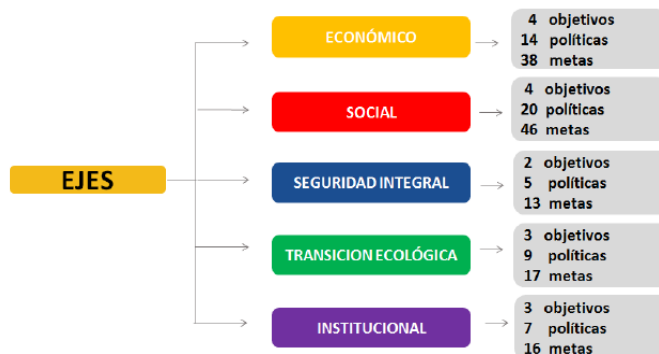 EJES
ECONÓMICO
4 objetivos
14 políticas
38 metas
SOCIAL
4 objetivos
20 políticas
46 metas
SEGURIDAD INTEGRAL
2 objetivos
5 políticas
13 metas
TRANSICION ECOLÓGICA
3 objetivos
9 políticas
17 metas
INSTITUCIONAL
3 objetivos
7 políticas
16 metas